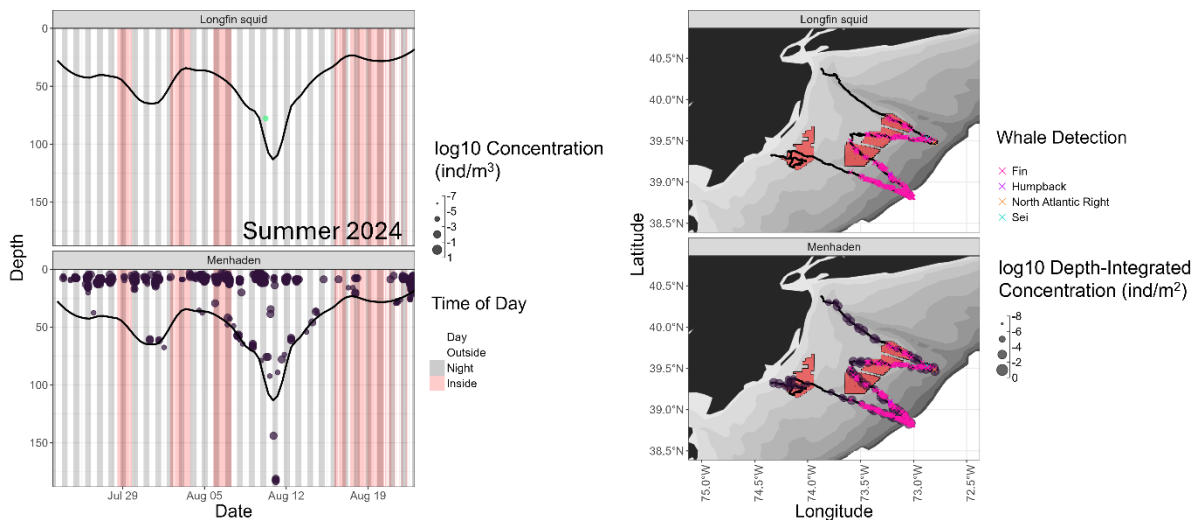 Longfin squid
0
50
100
150
Depth
Summer 2024
Menhaden
0
50
100
150
Jul 29
Aug 05
Aug 12
Aug 19
Date
log10 Concentration
(ind/m³)
-7
-5
-3
-1
1
Time of Day
Day
Outside
Night
Inside
Longfin squid
40.5°N
40.0°N
39.5°N
39.0°N
38.5°N
Latitude
Menhaden
40.5°N
40.0°N
39.5°N
39.0°N
38.5°N
75.0°W
74.5°W
74.0°W
73.5°W
73.0°W
72.5°W
Longitude
Whale Detection
Fin
Humpback
North Atlantic Right
Sei
log10 Depth-Integrated
Concentration (ind/m²)
-8
-6
-4
-2
0